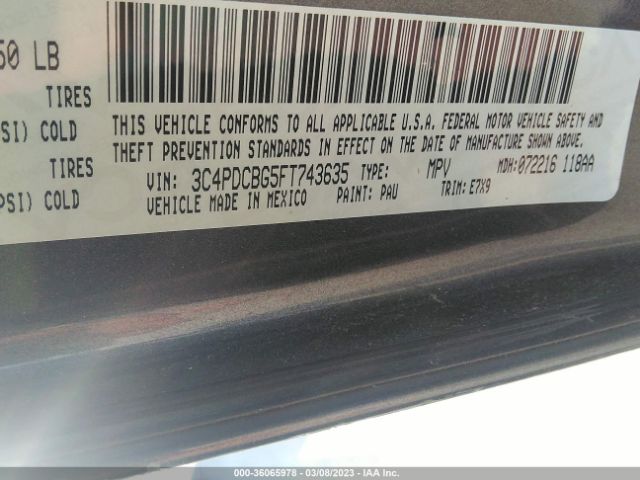 50 LB
TIRES
PSI) COLD
TIRES
PSI) COLD
THIS VEHICLE CONFORMS TO ALL APPLICABLE U.S.A. FEDERAL MOTOR VEHICLE SAFETY AND
THEFT PREVENTION STANDARDS IN EFFECT ON THE DATE OF MANUFACTURE SHOWN ABOVE.
VIN: 3C4PDCBG5FT743635 TYPE: MPV MDH: 072216 118AA
VEHICLE MADE IN MEXICO PAINT: PAU TRIM: E7X9
000-36065978 - 03/08/2023 - IAA Inc.